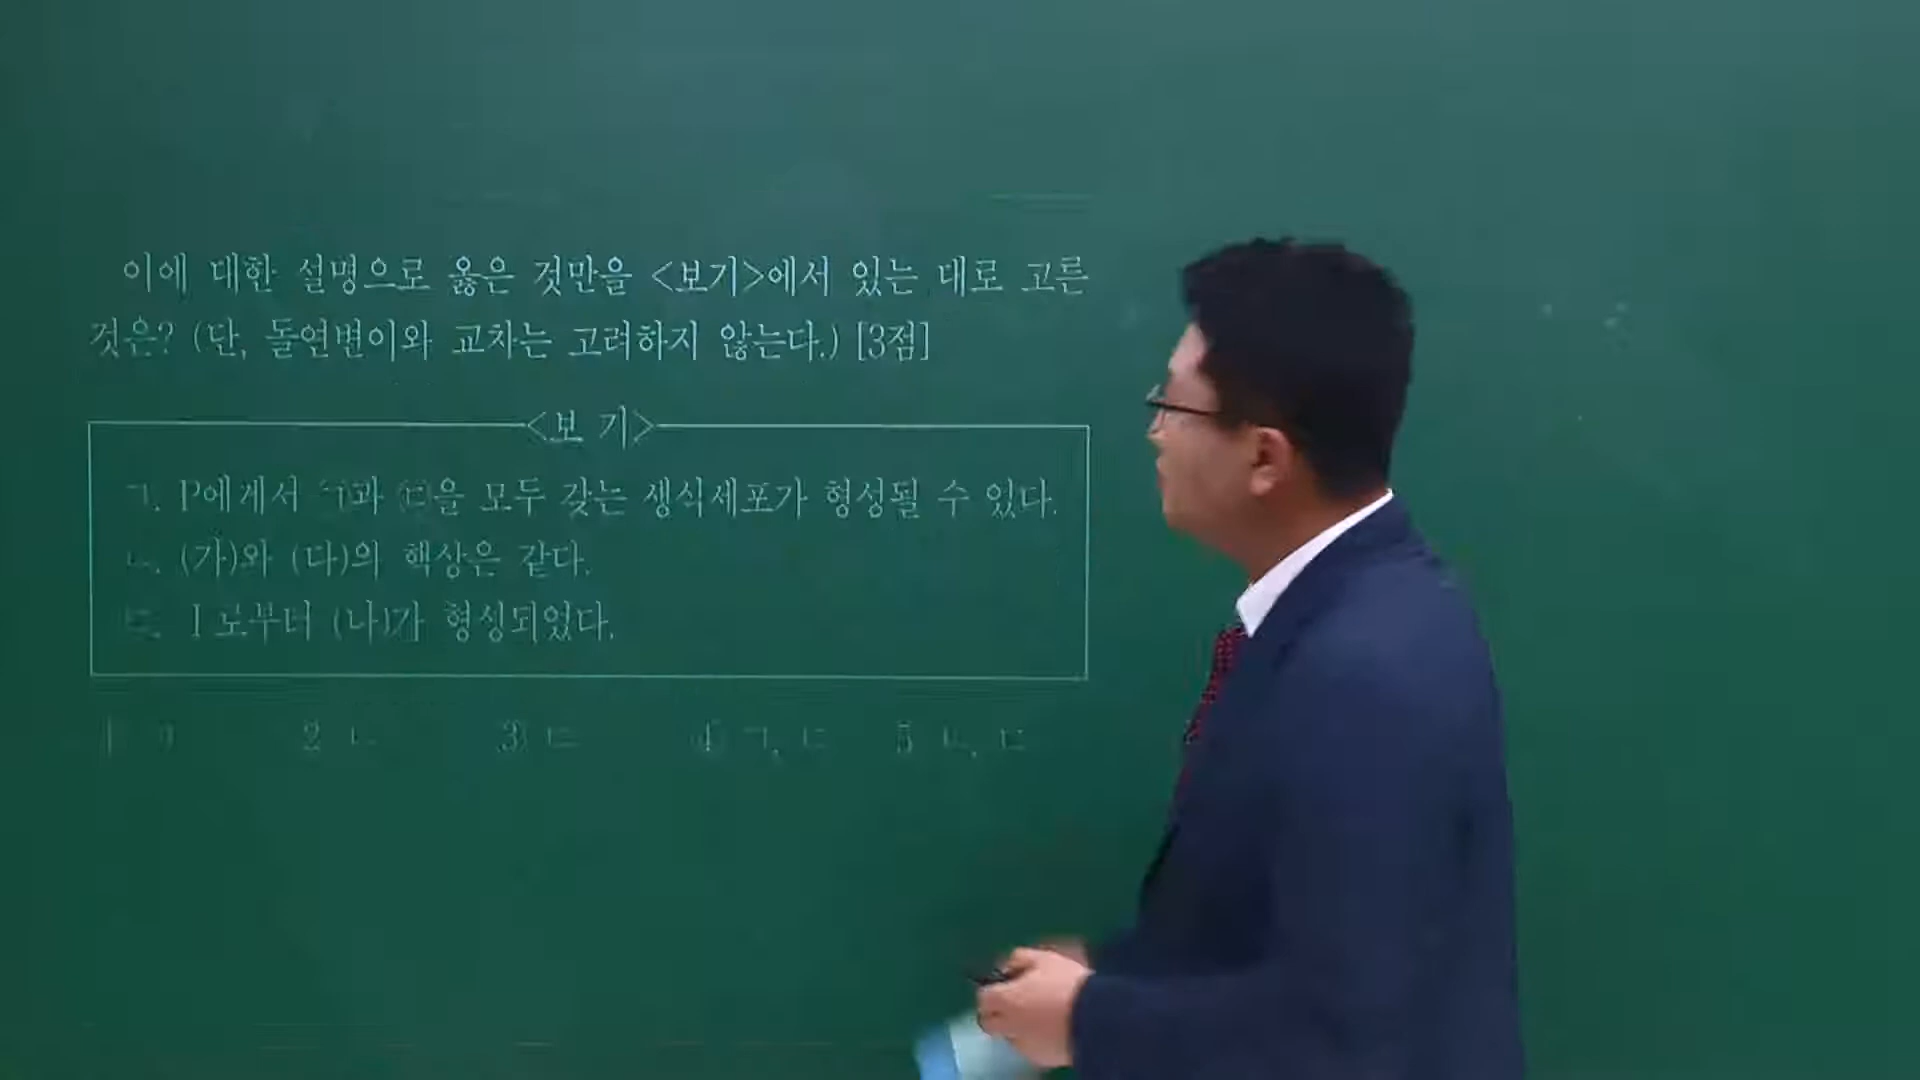 이에 대한 설명으로 옳은 것만을 <보기>에서 있는 대로 고른
것은? (단, 돌연변이와 교차는 고려하지 않는다.) [3점]
<보 기>
ㄱ. P에게서 ㉠과 ㉢을 모두 갖는 생식세포가 형성될 수 있다.
ㄴ. (가)와 (다)의 핵상은 같다.
ㄷ. Ⅰ로부터 (나)가 형성되었다.
① ㄱ ② ㄴ ③ ㄷ ④ ㄱ, ㄷ ⑤ ㄴ, ㄷ